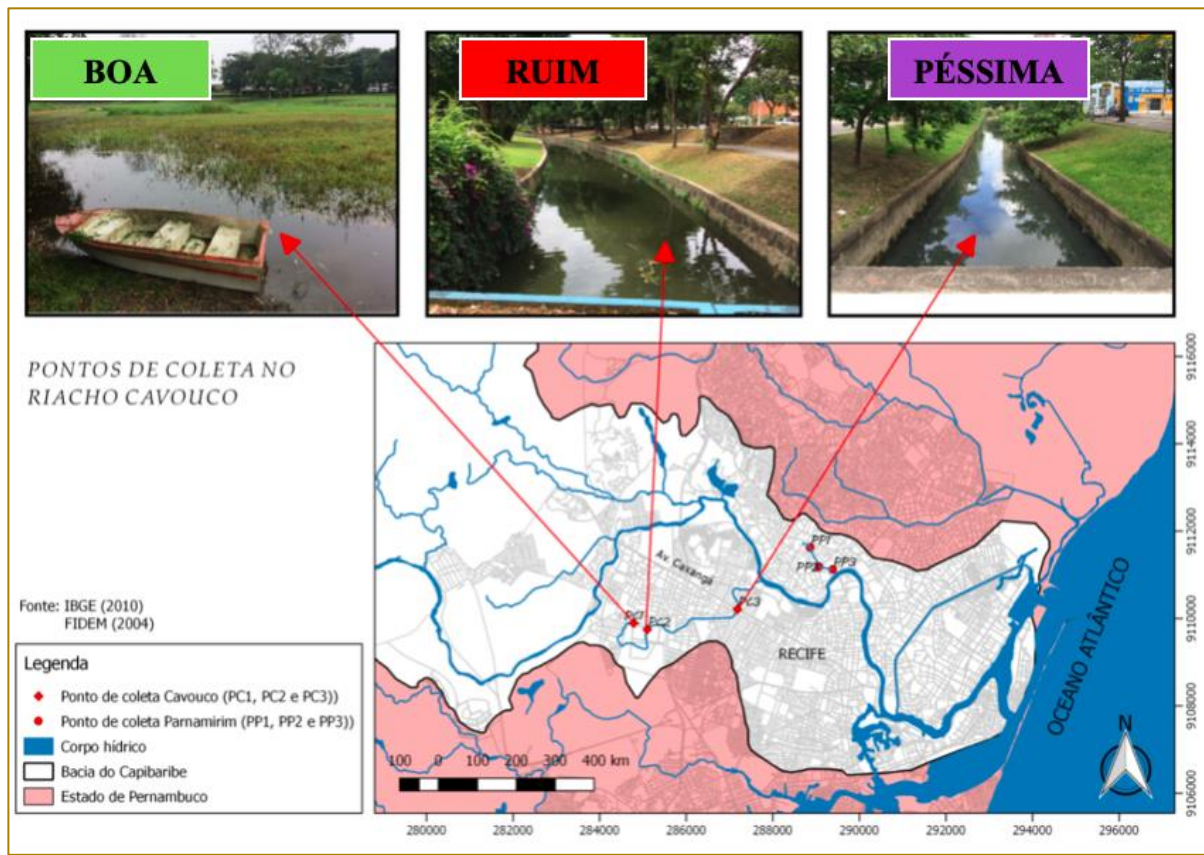 BOA
RUIM
PÉSSIMA
PONTOS DE COLETA NO
RIACHO CAVOUCO
Fonte: IBGE (2010)
FIDEM (2004)
Legenda
Ponto de coleta Cavouco (PC1, PC2 e PC3))
Ponto de coleta Parnamirim (PP1, PP2 e PP3))
Corpo hídrico
Bacia do Capibaribe
Estado de Pernambuco
Av. Caxangá
PP1
PP2
PP3
PC3
PC1
PC2
RECIFE
OCEANO ATLÂNTICO
N
100 0 100 200 300 400 km
9116000
9114000
9112000
9110000
9108000
9106000
280000 282000 284000 286000 288000 290000 292000 294000 296000